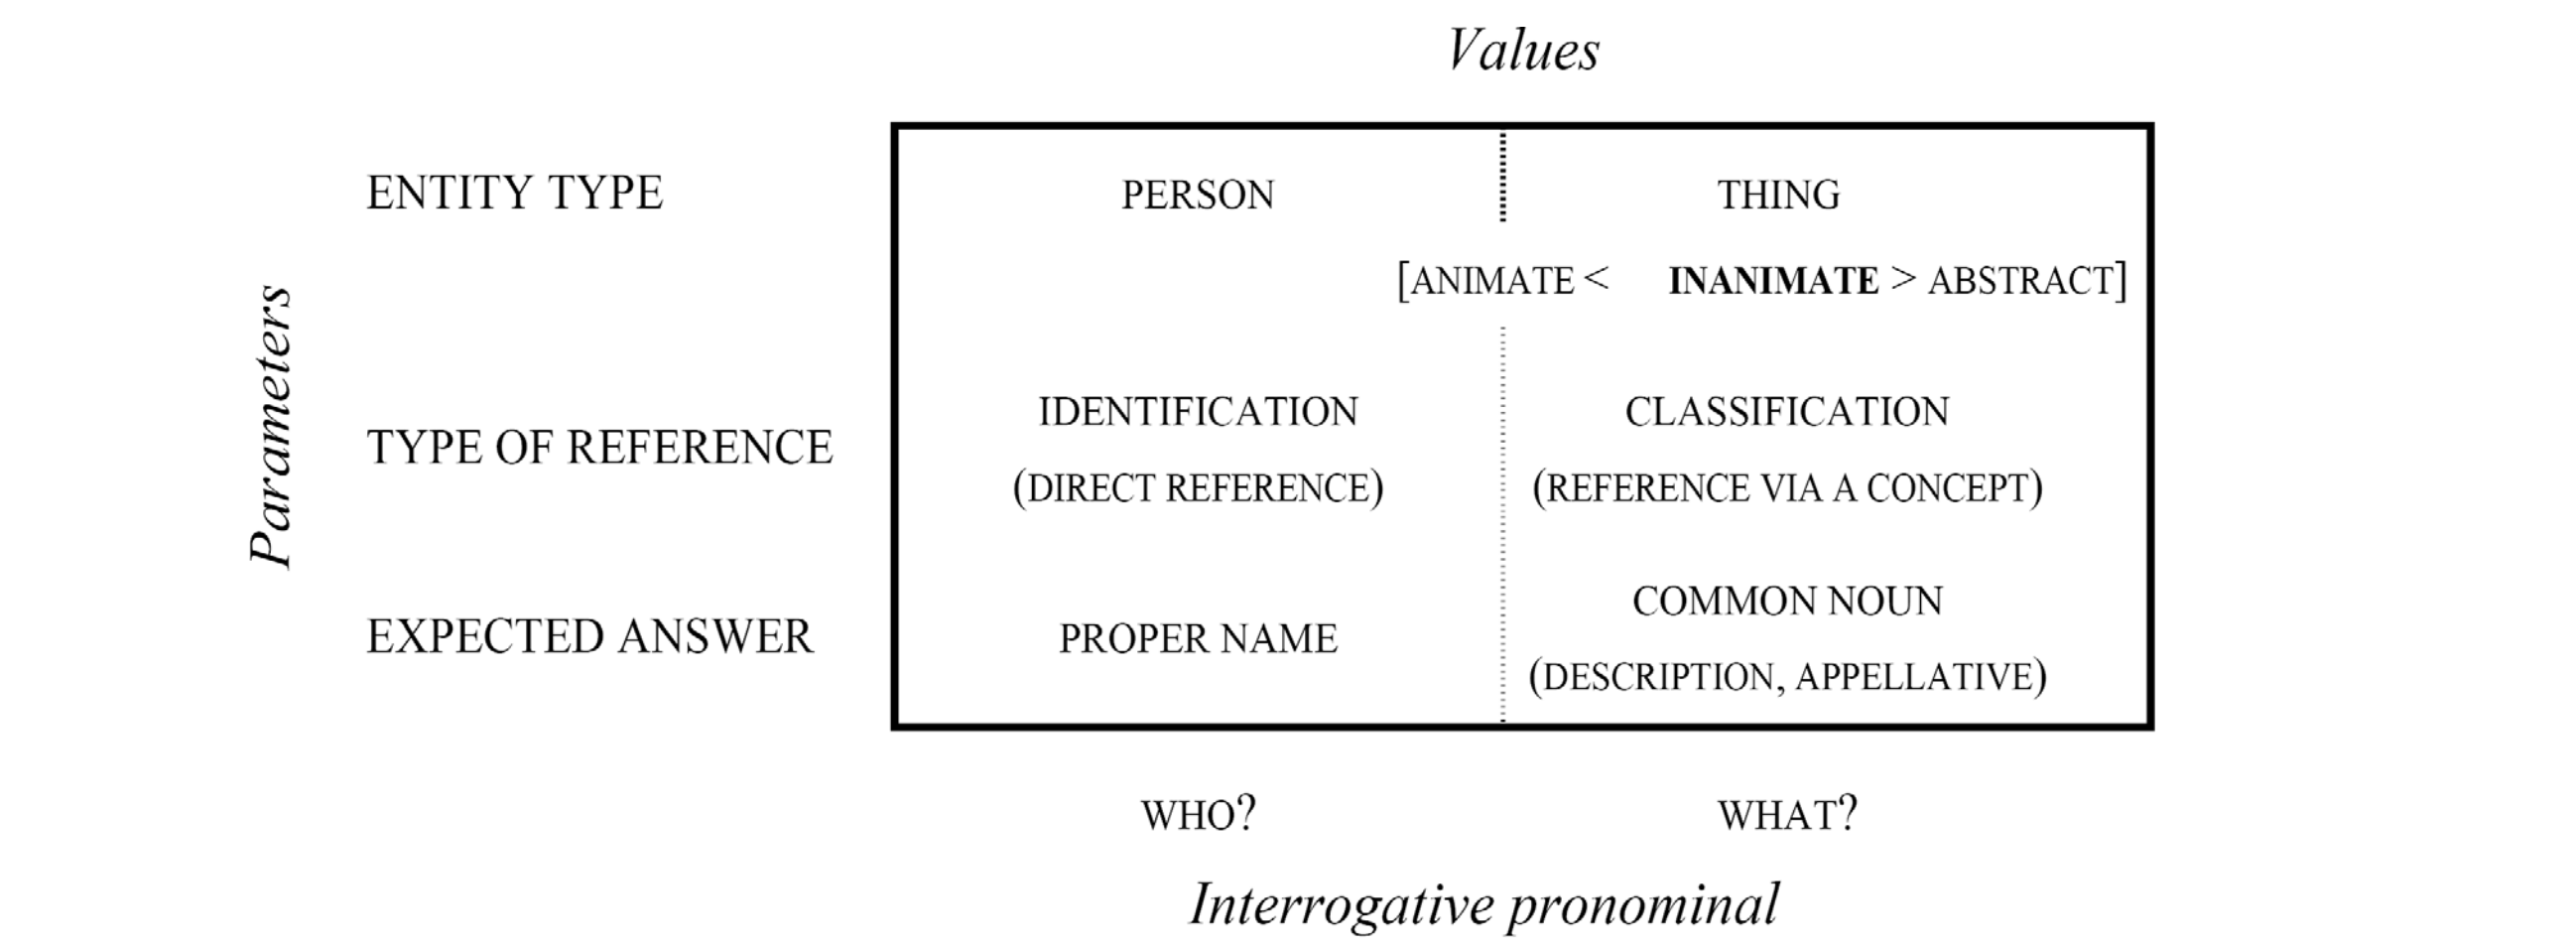 Values
ENTITY TYPE PERSON THING
[ANIMATE < INANIMATE > ABSTRACT]
Parameters
IDENTIFICATION CLASSIFICATION
TYPE OF REFERENCE
(DIRECT REFERENCE) (REFERENCE VIA A CONCEPT)
COMMON NOUN
EXPECTED ANSWER PROPER NAME
(DESCRIPTION, APPELLATIVE)
WHO? WHAT?
Interrogative pronominal